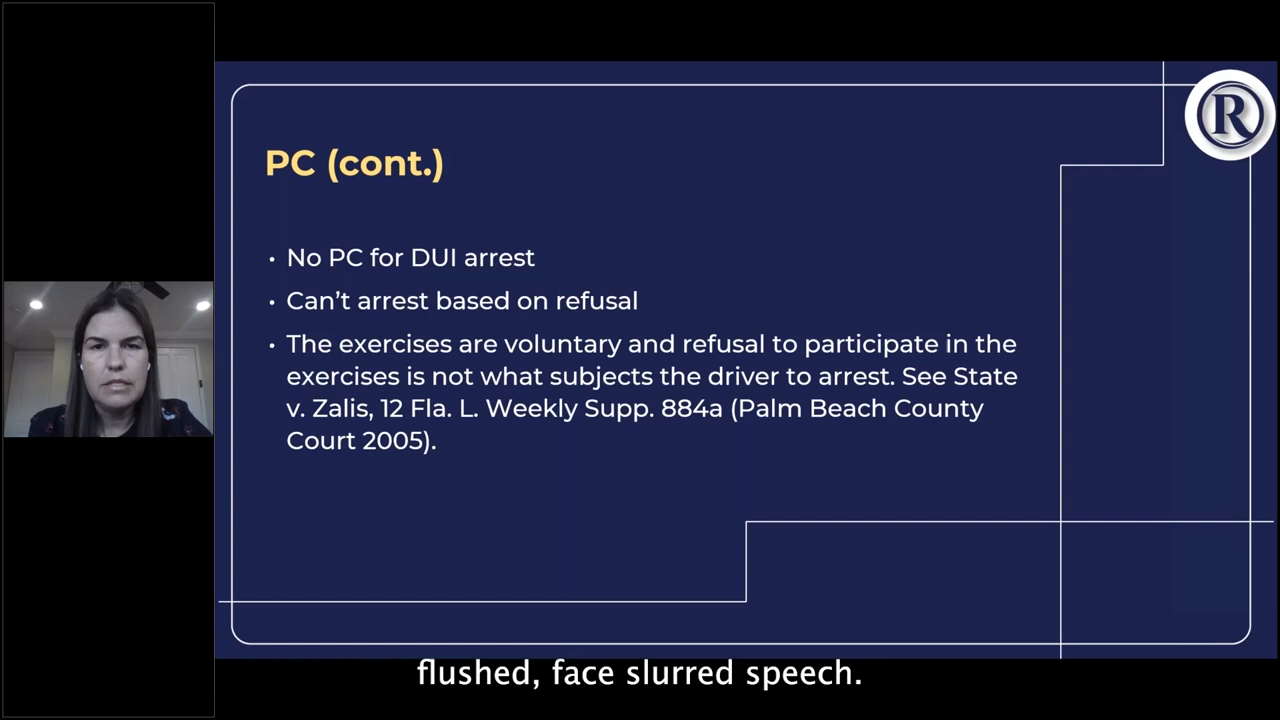 R
PC (cont.)
• No PC for DUI arrest
• Can't arrest based on refusal
• The exercises are voluntary and refusal to participate in the
exercises is not what subjects the driver to arrest. See State
v. Zalis, 12 Fla. L. Weekly Supp. 884a (Palm Beach County
Court 2005).
flushed, face slurred speech.